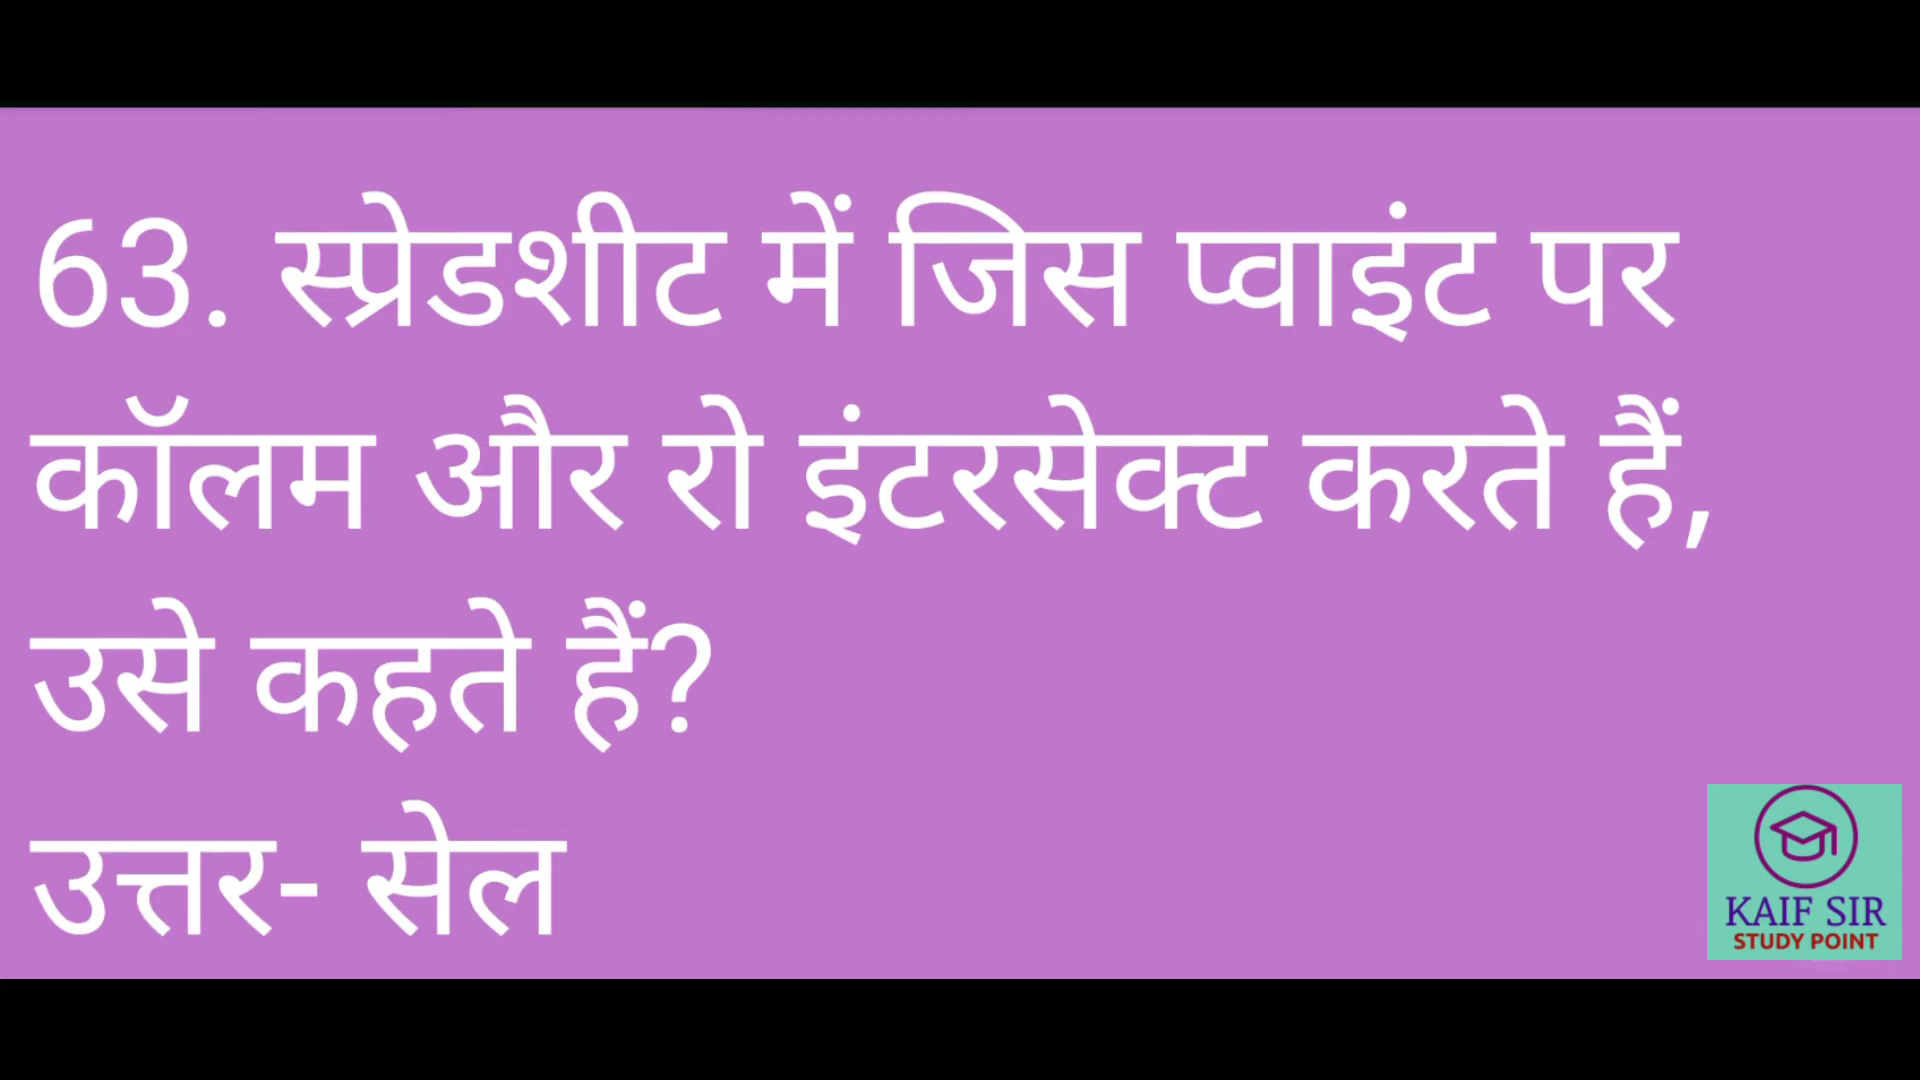 63. स्प्रेडशीट में जिस प्वाइंट पर
कॉलम और रो इंटरसेक्ट करते हैं,
उसे कहते हैं?
उत्तर- सेल
KAIF SIR
STUDY POINT